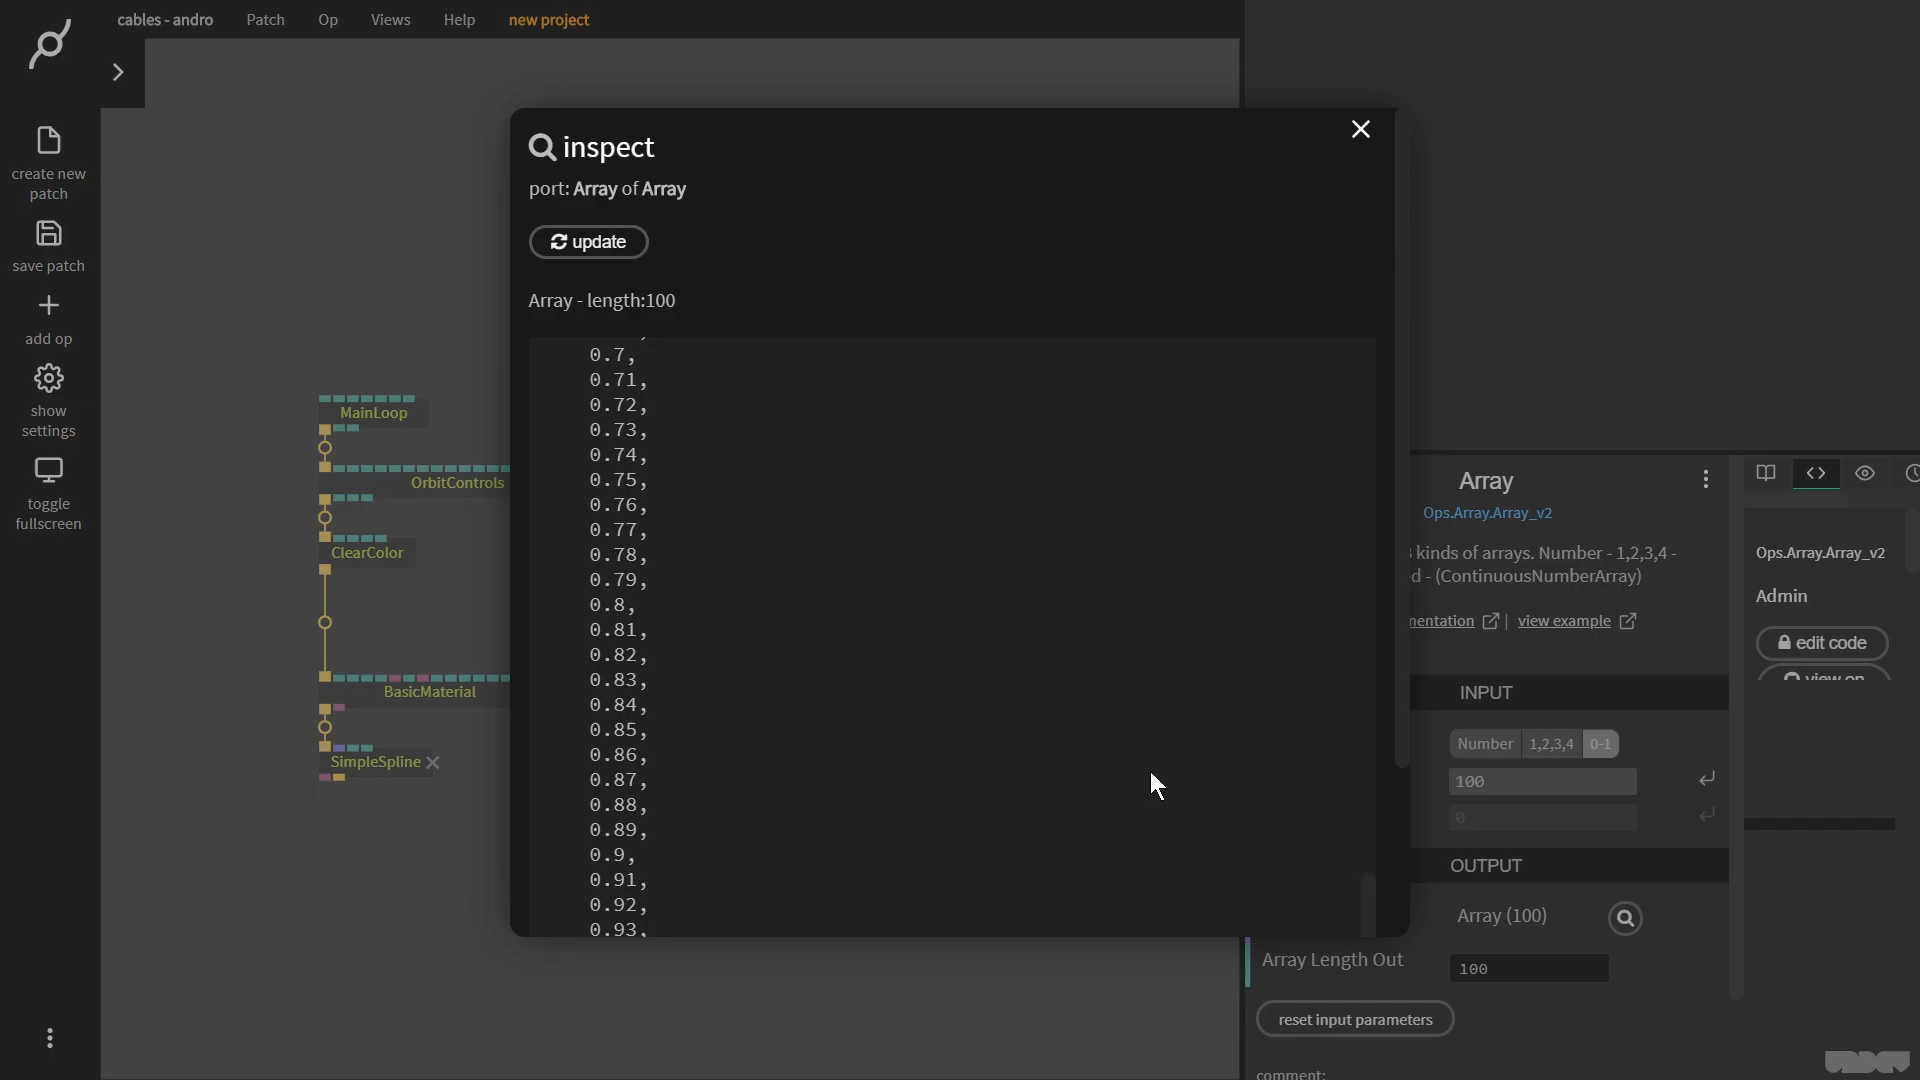 cables - andro
Patch
Op
Views
Help
new project
create new
patch
save patch
add op
show
settings
toggle
fullscreen
MainLoop
OrbitControls
ClearColor
BasicMaterial
SimpleSpline
inspect
port: Array of Array
update
Array - length:100
0.7,
0.71,
0.72,
0.73,
0.74,
0.75,
0.76,
0.77,
0.78,
0.79,
0.8,
0.81,
0.82,
0.83,
0.84,
0.85,
0.86,
0.87,
0.88,
0.89,
0.9,
0.91,
0.92,
0.93,
Array
Ops.Array.Array_v2
kinds of arrays. Number - 1,2,3,4 -
d - (ContinuousNumberArray)
mentation | view example
INPUT
Number 1,2,3,4 0-1
100
0
OUTPUT
Array (100)
Array Length Out
100
reset input parameters
comment:
Ops.Array.Array_v2
Admin
edit code
view on